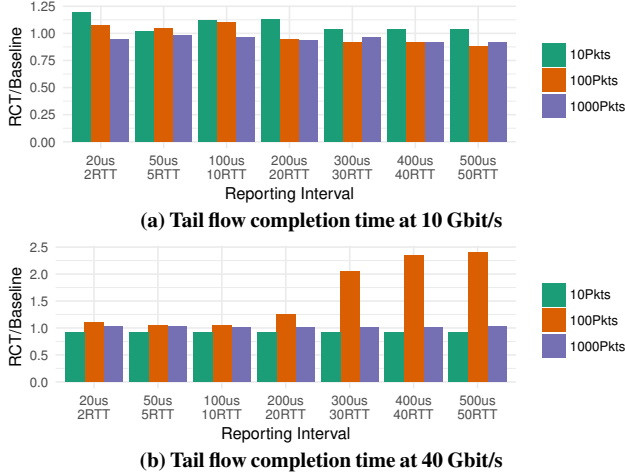 1.25
1.00
0.75
0.50
0.25
0.00
RCT/Baseline
20us 50us 100us 200us 300us 400us 500us
2RTT 5RTT 10RTT 20RTT 30RTT 40RTT 50RTT
Reporting Interval
10Pkts
100Pkts
1000Pkts
(a) Tail flow completion time at 10 Gbit/s
2.5
2.0
1.5
1.0
0.5
0.0
RCT/Baseline
20us 50us 100us 200us 300us 400us 500us
2RTT 5RTT 10RTT 20RTT 30RTT 40RTT 50RTT
Reporting Interval
10Pkts
100Pkts
1000Pkts
(b) Tail flow completion time at 40 Gbit/s